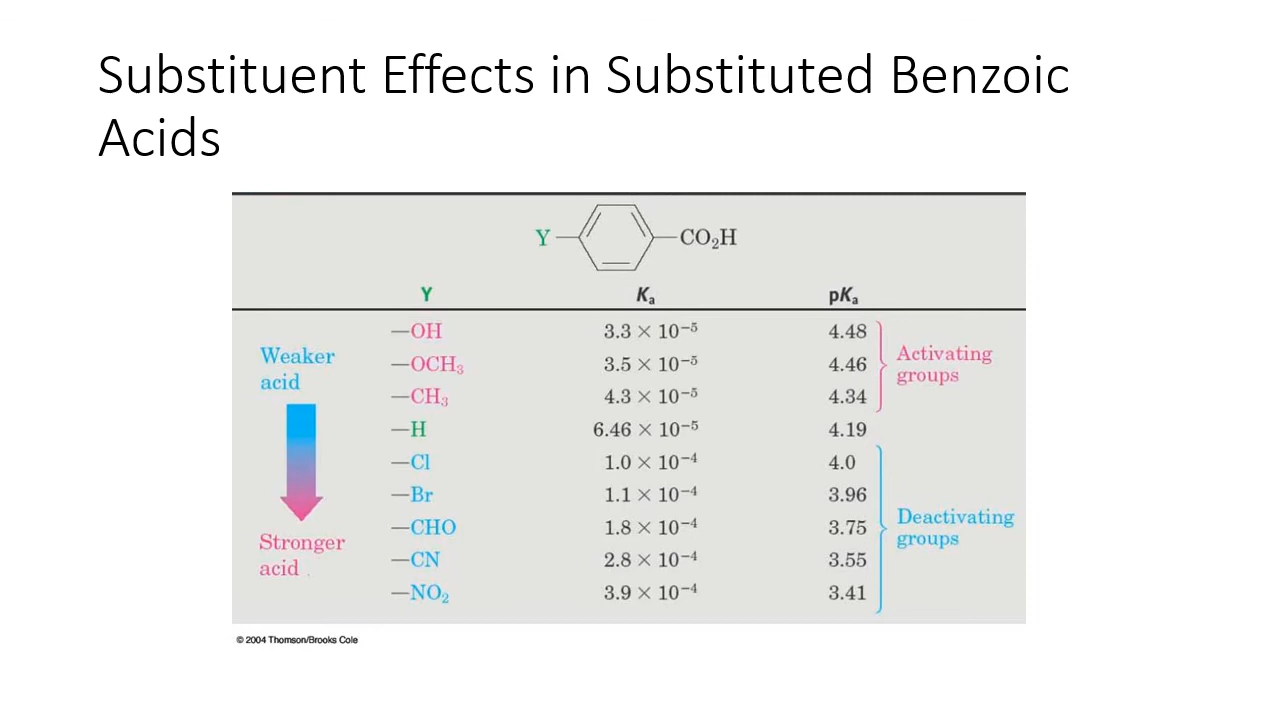 Substituent Effects in Substituted Benzoic
Acids
Y CO₂H
Y Kₐ pKₐ
—OH 3.3 × 10⁻⁵ 4.48
—OCH₃ 3.5 × 10⁻⁵ 4.46
—CH₃ 4.3 × 10⁻⁵ 4.34
—H 6.46 × 10⁻⁵ 4.19
—Cl 1.0 × 10⁻⁴ 4.0
—Br 1.1 × 10⁻⁴ 3.96
—CHO 1.8 × 10⁻⁴ 3.75
—CN 2.8 × 10⁻⁴ 3.55
—NO₂ 3.9 × 10⁻⁴ 3.41
Weaker
acid
Stronger
acid
Activating
groups
Deactivating
groups
© 2004 Thomson/Brooks Cole